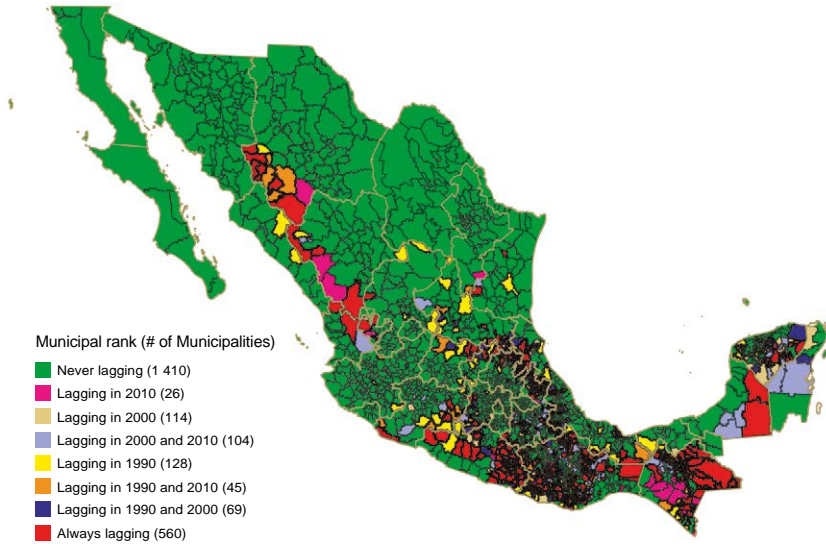 Municipal rank (# of Municipalities)
Never lagging (1 410)
Lagging in 2010 (26)
Lagging in 2000 (114)
Lagging in 2000 and 2010 (104)
Lagging in 1990 (128)
Lagging in 1990 and 2010 (45)
Lagging in 1990 and 2000 (69)
Always lagging (560)